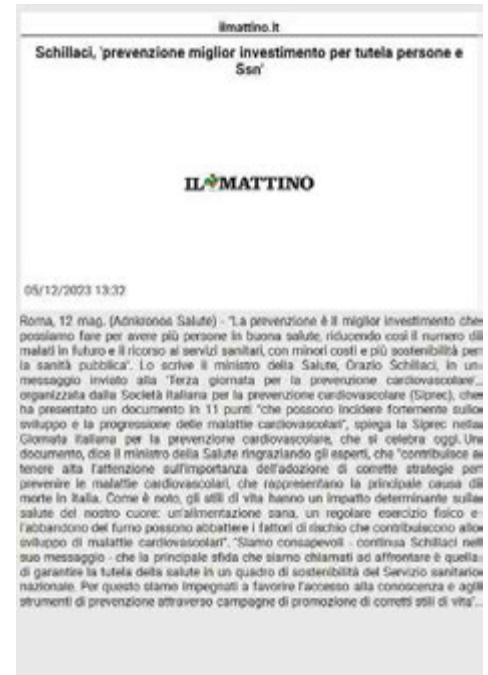 ilmattino.it
Schillaci, 'prevenzione miglior investimento per tutela persone e
Ssn'
IL MATTINO
05/12/2023 13:32
Roma, 12 mag. (Adnkronos Salute) - "La prevenzione è il miglior investimento che
possiamo fare per avere più persone in buona salute, riducendo così il numero di
malati in futuro e il ricorso ai servizi sanitari, con minori costi e più sostenibilità per
la sanità pubblica". Lo scrive il ministro della Salute, Orazio Schillaci, in un
messaggio inviato alla 'Terza giornata per la prevenzione cardiovascolare',
organizzata dalla Società italiana per la prevenzione cardiovascolare (Siprec), che
ha presentato un documento in 11 punti "che possono incidere fortemente sullo
sviluppo e la progressione delle malattie cardiovascolari", spiega la Siprec nella
Giornata italiana per la prevenzione cardiovascolare, che si celebra oggi. Un
documento, dice il ministro della Salute ringraziando gli esperti, che "contribuisce a
tenere alta l'attenzione sull'importanza dell'adozione di corrette strategie per
prevenire le malattie cardiovascolari, che rappresentano la principale causa di
morte in Italia. Come è noto, gli stili di vita hanno un impatto determinante sulla
salute del nostro cuore: un'alimentazione sana, un regolare esercizio fisico e
l'abbandono del fumo possono abbattere i fattori di rischio che contribuiscono allo
sviluppo di malattie cardiovascolari". "Siamo consapevoli - continua Schillaci nel
suo messaggio - che la principale sfida che siamo chiamati ad affrontare è quella
di garantire la tutela della salute in un quadro di sostenibilità del Servizio sanitario
nazionale. Per questo siamo impegnati a favorire l'accesso alla conoscenza e agli
strumenti di prevenzione attraverso campagne di promozione di corretti stili di vita".